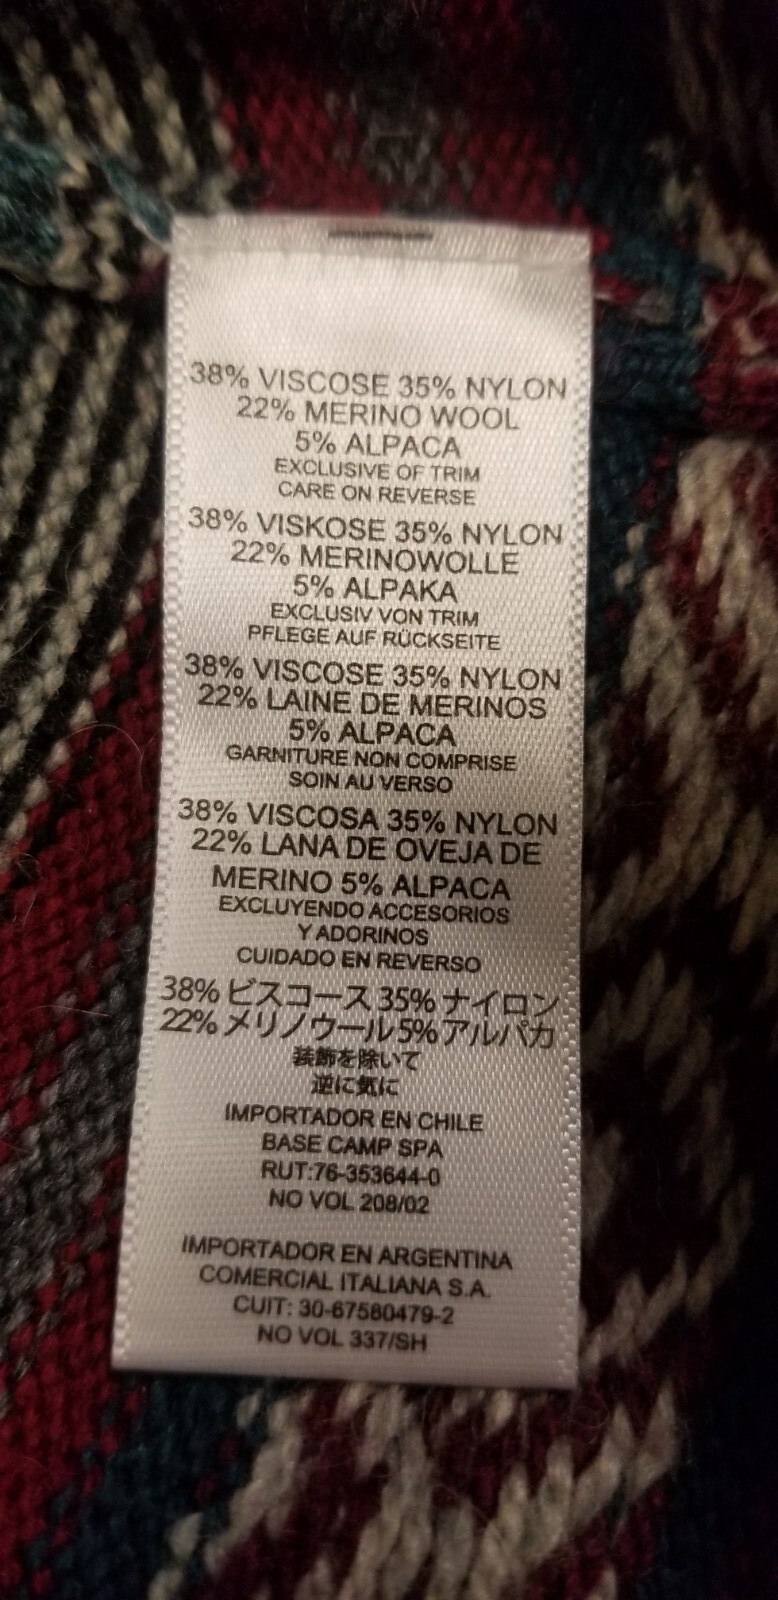 38% VISCOSE 35% NYLON
22% MERINO WOOL
5% ALPACA
EXCLUSIVE OF TRIM
CARE ON REVERSE
38% VISKOSE 35% NYLON
22% MERINOWOLLE
5% ALPAKA
EXCLUSIV VON TRIM
PFLEGE AUF RÜCKSEITE
38% VISCOSE 35% NYLON
22% LAINE DE MERINOS
5% ALPACA
GARNITURE NON COMPRISE
SOIN AU VERSO
38% VISCOSA 35% NYLON
22% LANA DE OVEJA DE
MERINO 5% ALPACA
EXCLUYENDO ACCESORIOS
Y ADORINOS
CUIDADO EN REVERSO
38% ビスコース 35% ナイロン
22% メリノウール 5% アルパカ
装飾を除いて
逆に気に
IMPORTADOR EN CHILE
BASE CAMP SPA
RUT:76-353644-0
NO VOL 208/02
IMPORTADOR EN ARGENTINA
COMERCIAL ITALIANA S.A.
CUIT: 30-67580479-2
NO VOL 337/SH